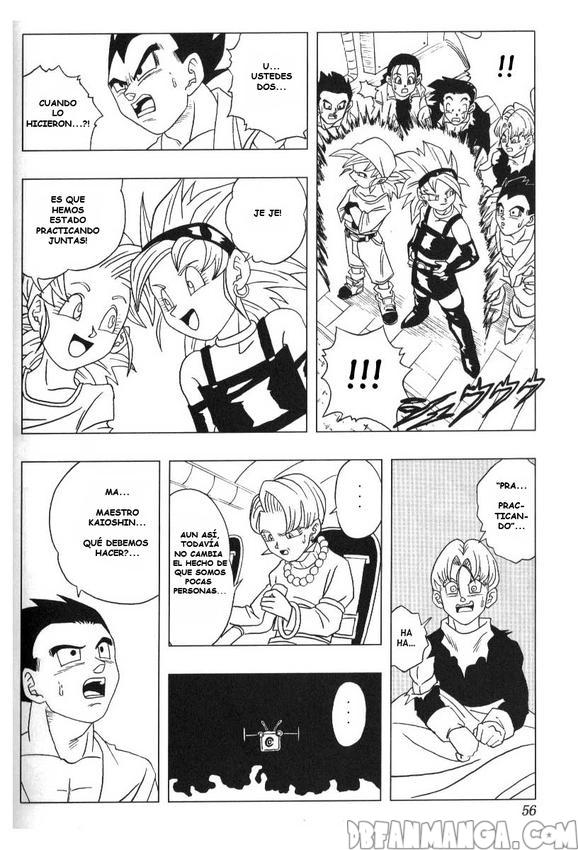 !!
!!!
U...
USTEDES
DOS...
CUANDO
LO
HICIERON...?!
JE JE!
ES QUE
HEMOS
ESTADO
PRACTICANDO
JUNTAS!
"PRA...
PRAC-
TICAN-
DO"...
HA
HA...
...
AUN ASÍ,
TODAVÍA
NO CAMBIA
EL HECHO
DE QUE SOMOS
POCAS
PERSONAS...
...
MA...
MAESTRO
KAIOSHIN...
QUÉ DEBEMOS
HACER?...
56
DBFANMANGA.COM